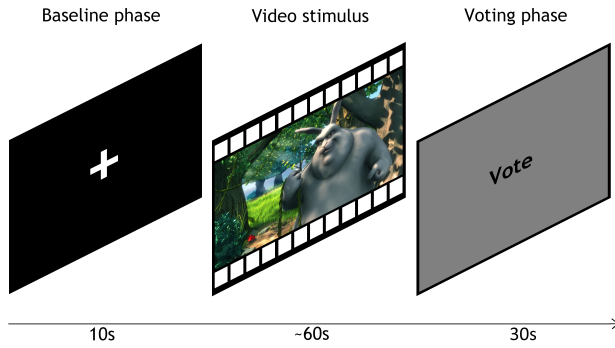 Baseline phase
Video stimulus
Voting phase
Vote
10s
~60s
30s